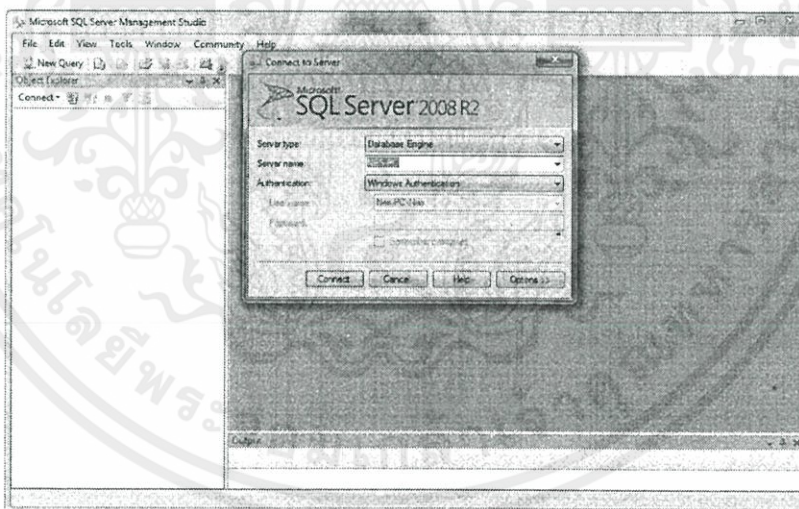 Microsoft SQL Server Management Studio
File Edit View Tools Window Community Help
New Query
Object Explorer
Connect
Connect to Server
Microsoft
SQL Server 2008 R2
Server type: Database Engine
Server name:
Authentication: Windows Authentication
User name:
Password:
Remember password
Connect Cancel Help Options >>
Output